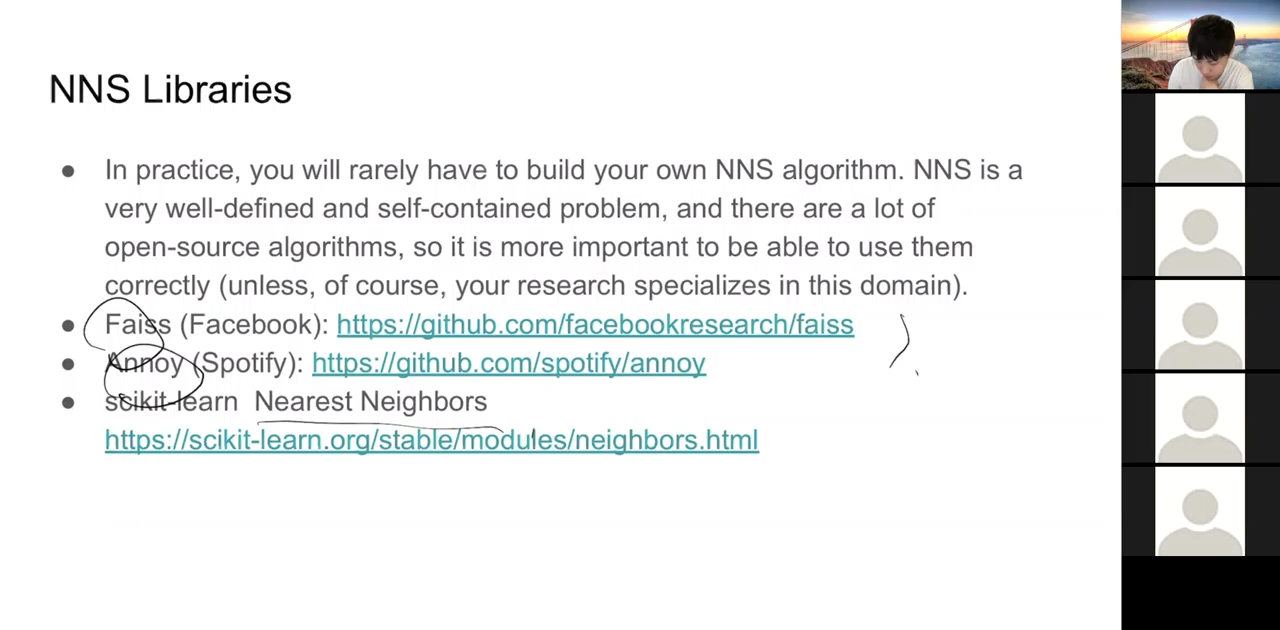 NNS Libraries
● In practice, you will rarely have to build your own NNS algorithm. NNS is a
very well-defined and self-contained problem, and there are a lot of
open-source algorithms, so it is more important to be able to use them
correctly (unless, of course, your research specializes in this domain).
● Faiss (Facebook): https://github.com/facebookresearch/faiss
● Annoy (Spotify): https://github.com/spotify/annoy
● scikit-learn Nearest Neighbors
https://scikit-learn.org/stable/modules/neighbors.html